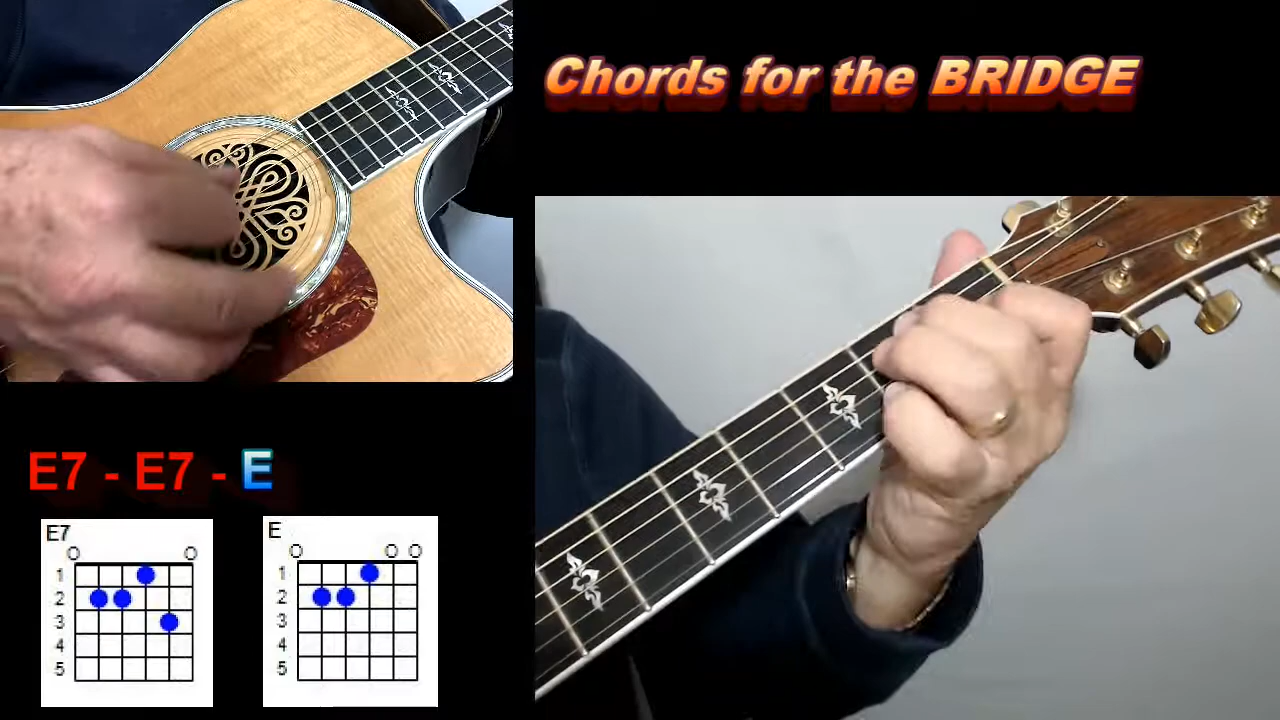 Chords for the BRIDGE
E7 - E7 - E
E7
O O
1
2
3
4
5
E
O O O
1
2
3
4
5